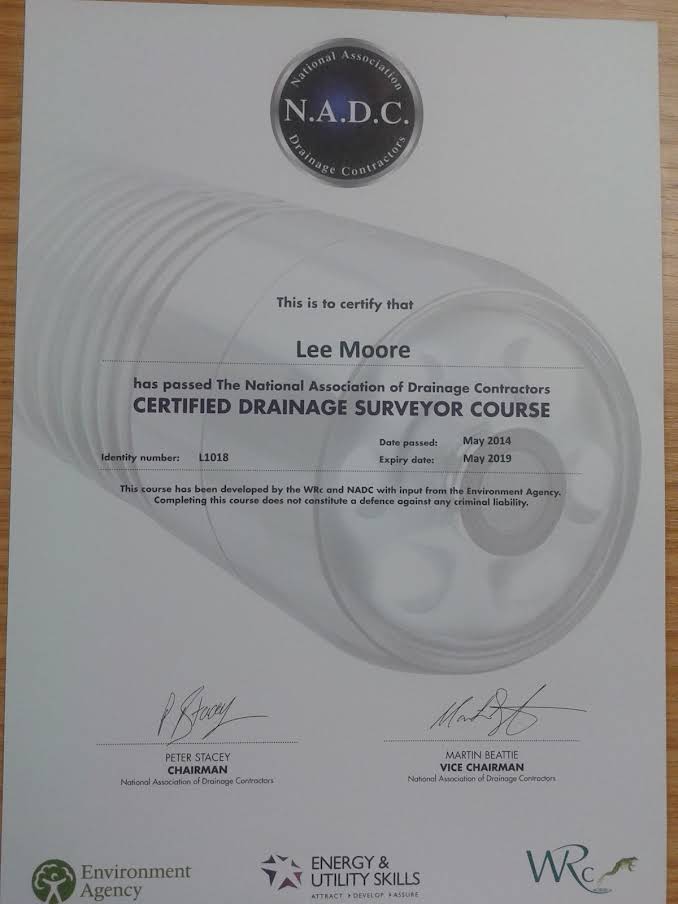 National Association
N.A.D.C.
Drainage Contractors
This is to certify that
Lee Moore
has passed The National Association of Drainage Contractors
CERTIFIED DRAINAGE SURVEYOR COURSE
Date passed: May 2014
Identity number: L1018
Expiry date: May 2019
This course has been developed by the WRc and NADC with input from the Environment Agency.
Completing this course does not constitute a defence against any criminal liability.
P Stacey
PETER STACEY
CHAIRMAN
National Association of Drainage Contractors
MARTIN BEATTIE
VICE CHAIRMAN
National Association of Drainage Contractors
Environment
Agency
ENERGY &
UTILITY SKILLS
ATTRACT › DEVELOP › ASSURE
WRc